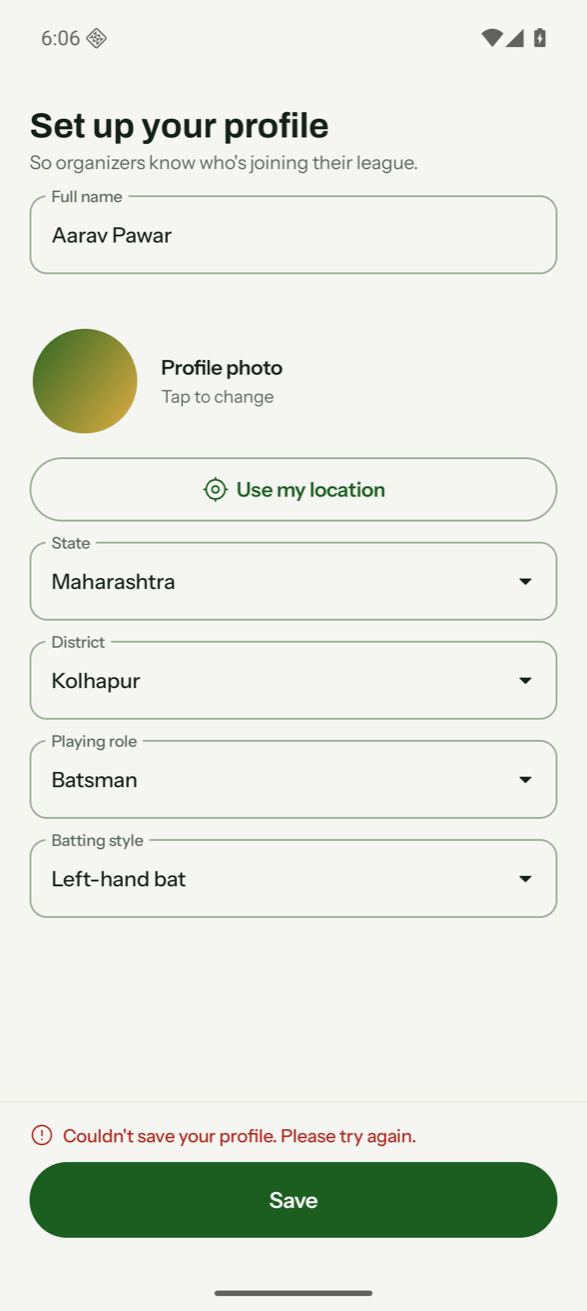 6:06
Set up your profile
So organizers know who's joining their league.
Full name
Aarav Pawar
Profile photo
Tap to change
Use my location
State
Maharashtra
District
Kolhapur
Playing role
Batsman
Batting style
Left-hand bat
Couldn't save your profile. Please try again.
Save